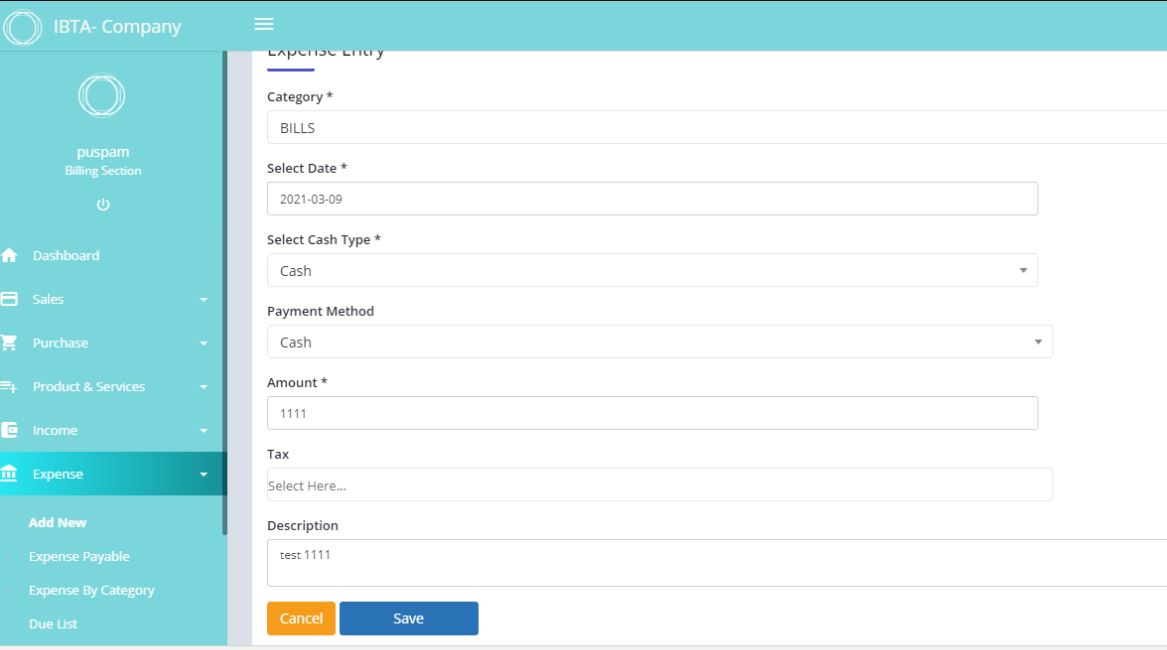 IBTA- Company
puspam
Billing Section
Dashboard
Sales
Purchase
Product & Services
Income
Expense
Add New
Expense Payable
Expense By Category
Due List
Expense Entry
Category *
BILLS
Select Date *
2021-03-09
Select Cash Type *
Cash
Payment Method
Cash
Amount *
1111
Tax
Select Here...
Description
test 1111
Cancel
Save